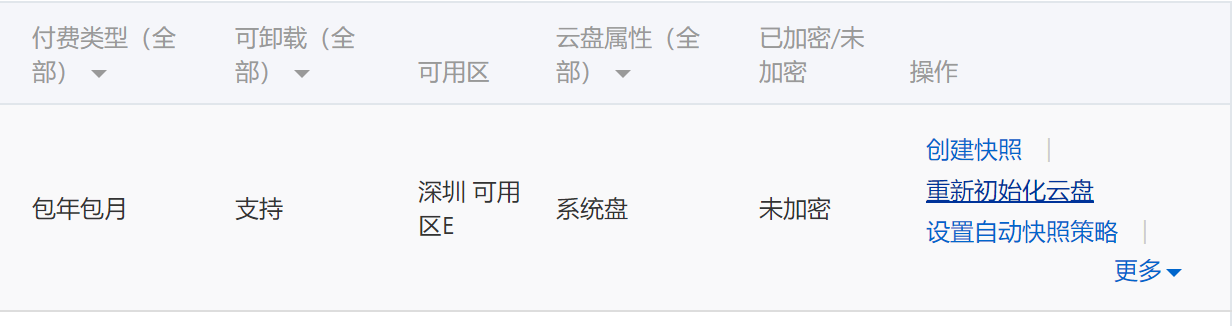 付费类型（全
部）
可卸载（全
部）
可用区
云盘属性（全
部）
已加密/未
加密
操作
包年包月
支持
深圳 可用
区E
系统盘
未加密
创建快照
重新初始化云盘
设置自动快照策略
更多